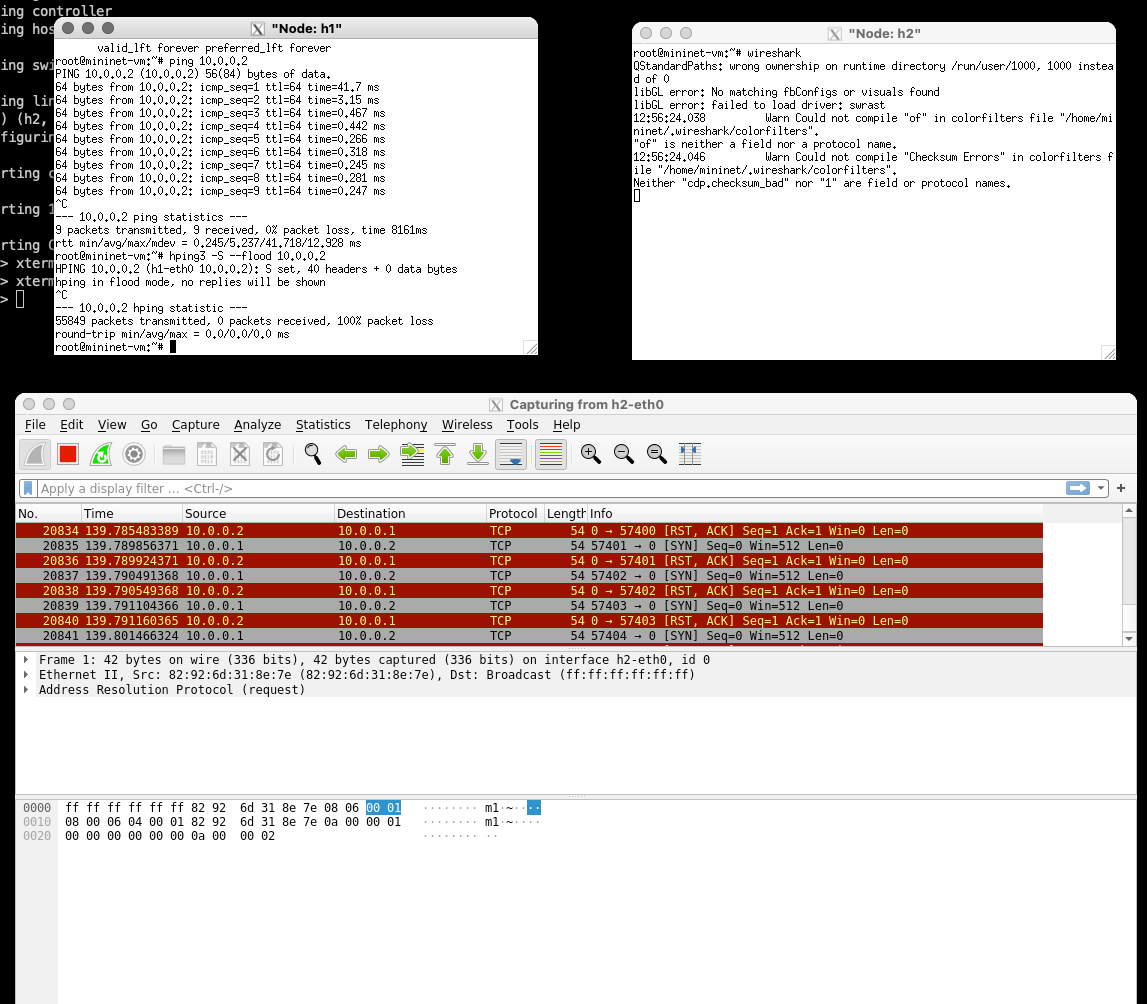 ing controller
ing hos
ing swi
ing lin
) (h2,
figurin
rting c
rting 1
rting C
> xterm
> xterm
>
"Node: h1"
valid_lft forever preferred_lft forever
root@mininet-vm:~# ping 10.0.0.2
PING 10.0.0.2 (10.0.0.2) 56(84) bytes of data.
64 bytes from 10.0.0.2: icmp_seq=1 ttl=64 time=41.7 ms
64 bytes from 10.0.0.2: icmp_seq=2 ttl=64 time=3.15 ms
64 bytes from 10.0.0.2: icmp_seq=3 ttl=64 time=0.467 ms
64 bytes from 10.0.0.2: icmp_seq=4 ttl=64 time=0.442 ms
64 bytes from 10.0.0.2: icmp_seq=5 ttl=64 time=0.266 ms
64 bytes from 10.0.0.2: icmp_seq=6 ttl=64 time=0.318 ms
64 bytes from 10.0.0.2: icmp_seq=7 ttl=64 time=0.245 ms
64 bytes from 10.0.0.2: icmp_seq=8 ttl=64 time=0.281 ms
64 bytes from 10.0.0.2: icmp_seq=9 ttl=64 time=0.247 ms
^C
--- 10.0.0.2 ping statistics ---
9 packets transmitted, 9 received, 0% packet loss, time 8161ms
rtt min/avg/max/mdev = 0.245/5.237/41.718/12.928 ms
root@mininet-vm:~# hping3 -S --flood 10.0.0.2
HPING 10.0.0.2 (h1-eth0 10.0.0.2): S set, 40 headers + 0 data bytes
hping in flood mode, no replies will be shown
^C
--- 10.0.0.2 hping statistic ---
55849 packets transmitted, 0 packets received, 100% packet loss
round-trip min/avg/max = 0.0/0.0/0.0 ms
root@mininet-vm:~#
"Node: h2"
root@mininet-vm:~# wireshark
QStandardPaths: wrong ownership on runtime directory /run/user/1000, 1000 instea
d of 0
libGL error: No matching fbConfigs or visuals found
libGL error: failed to load driver: swrast
12:56:24.038 Warn Could not compile "of" in colorfilters file "/home/mi
ninet/.wireshark/colorfilters".
"of" is neither a field nor a protocol name.
12:56:24.046 Warn Could not compile "Checksum Errors" in colorfilters f
ile "/home/mininet/.wireshark/colorfilters".
Neither "cdp.checksum_bad" nor "1" are field or protocol names.
Capturing from h2-eth0
File Edit View Go Capture Analyze Statistics Telephony Wireless Tools Help
Apply a display filter ... <Ctrl-/>
No. Time Source Destination Protocol Length Info
20834 139.785483389 10.0.0.2 10.0.0.1 TCP 54 0 → 57400 [RST, ACK] Seq=1 Ack=1 Win=0 Len=0
20835 139.789856371 10.0.0.1 10.0.0.2 TCP 54 57401 → 0 [SYN] Seq=0 Win=512 Len=0
20836 139.789924371 10.0.0.2 10.0.0.1 TCP 54 0 → 57401 [RST, ACK] Seq=1 Ack=1 Win=0 Len=0
20837 139.790491368 10.0.0.1 10.0.0.2 TCP 54 57402 → 0 [SYN] Seq=0 Win=512 Len=0
20838 139.790549368 10.0.0.2 10.0.0.1 TCP 54 0 → 57402 [RST, ACK] Seq=1 Ack=1 Win=0 Len=0
20839 139.791104366 10.0.0.1 10.0.0.2 TCP 54 57403 → 0 [SYN] Seq=0 Win=512 Len=0
20840 139.791160365 10.0.0.2 10.0.0.1 TCP 54 0 → 57403 [RST, ACK] Seq=1 Ack=1 Win=0 Len=0
20841 139.801466324 10.0.0.1 10.0.0.2 TCP 54 57404 → 0 [SYN] Seq=0 Win=512 Len=0
Frame 1: 42 bytes on wire (336 bits), 42 bytes captured (336 bits) on interface h2-eth0, id 0
Ethernet II, Src: 82:92:6d:31:8e:7e (82:92:6d:31:8e:7e), Dst: Broadcast (ff:ff:ff:ff:ff:ff)
Address Resolution Protocol (request)
0000 ff ff ff ff ff ff 82 92 6d 31 8e 7e 08 06 00 01 ········ m1·~····
0010 08 00 06 04 00 01 82 92 6d 31 8e 7e 0a 00 00 01 ········ m1·~····
0020 00 00 00 00 00 00 0a 00 00 02 ········ ··